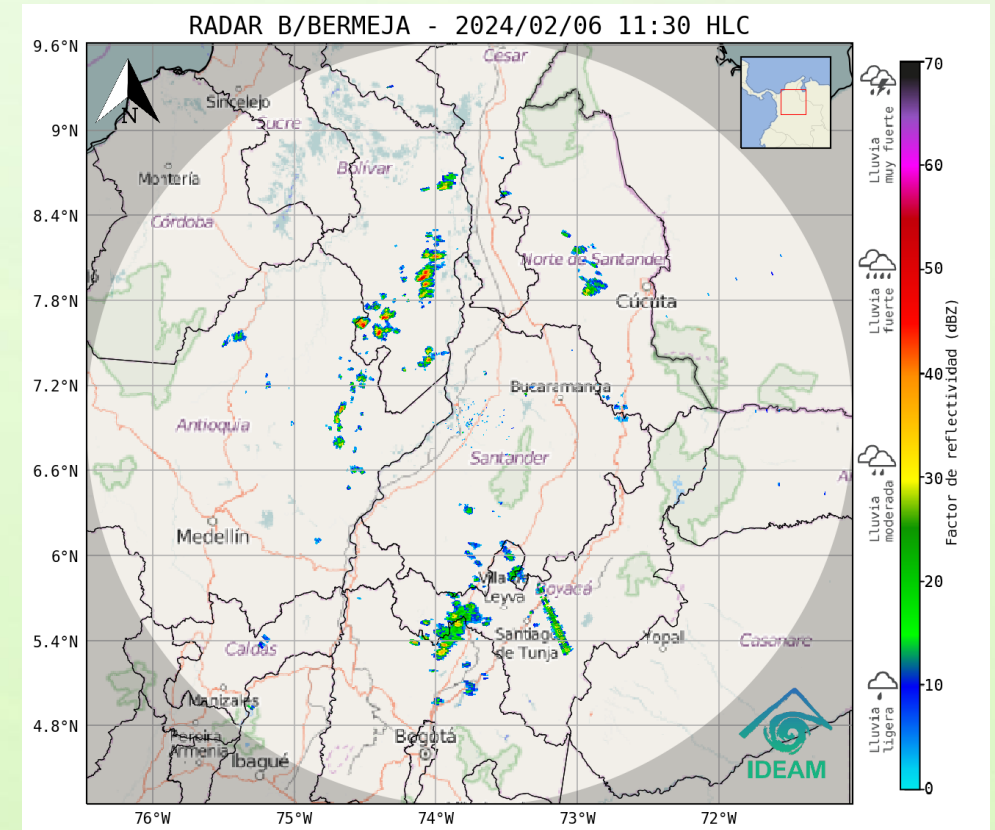 RADAR B/BERMEJA - 2024/02/06 11:30 HLC
9.6°N
9°N
8.4°N
7.8°N
7.2°N
6.6°N
6°N
5.4°N
4.8°N
76°W
75°W
74°W
73°W
72°W
N
Cesar
Sincelejo
Sucre
Bolívar
Montería
Córdoba
Norte de Santander
Cúcuta
Bucaramanga
Antioquia
Santander
Medellín
Villa de
Leyva
Boyacá
Santiago
de Tunja
Yopal
Casanare
Caldas
Manizales
Pereira
Armenia
Ibagué
Bogotá
IDEAM
Lluvia
muy fuerte
Lluvia
fuerte
Lluvia
moderada
Lluvia
ligera
70
60
50
40
30
20
10
0
Factor de reflectividad (dBZ)